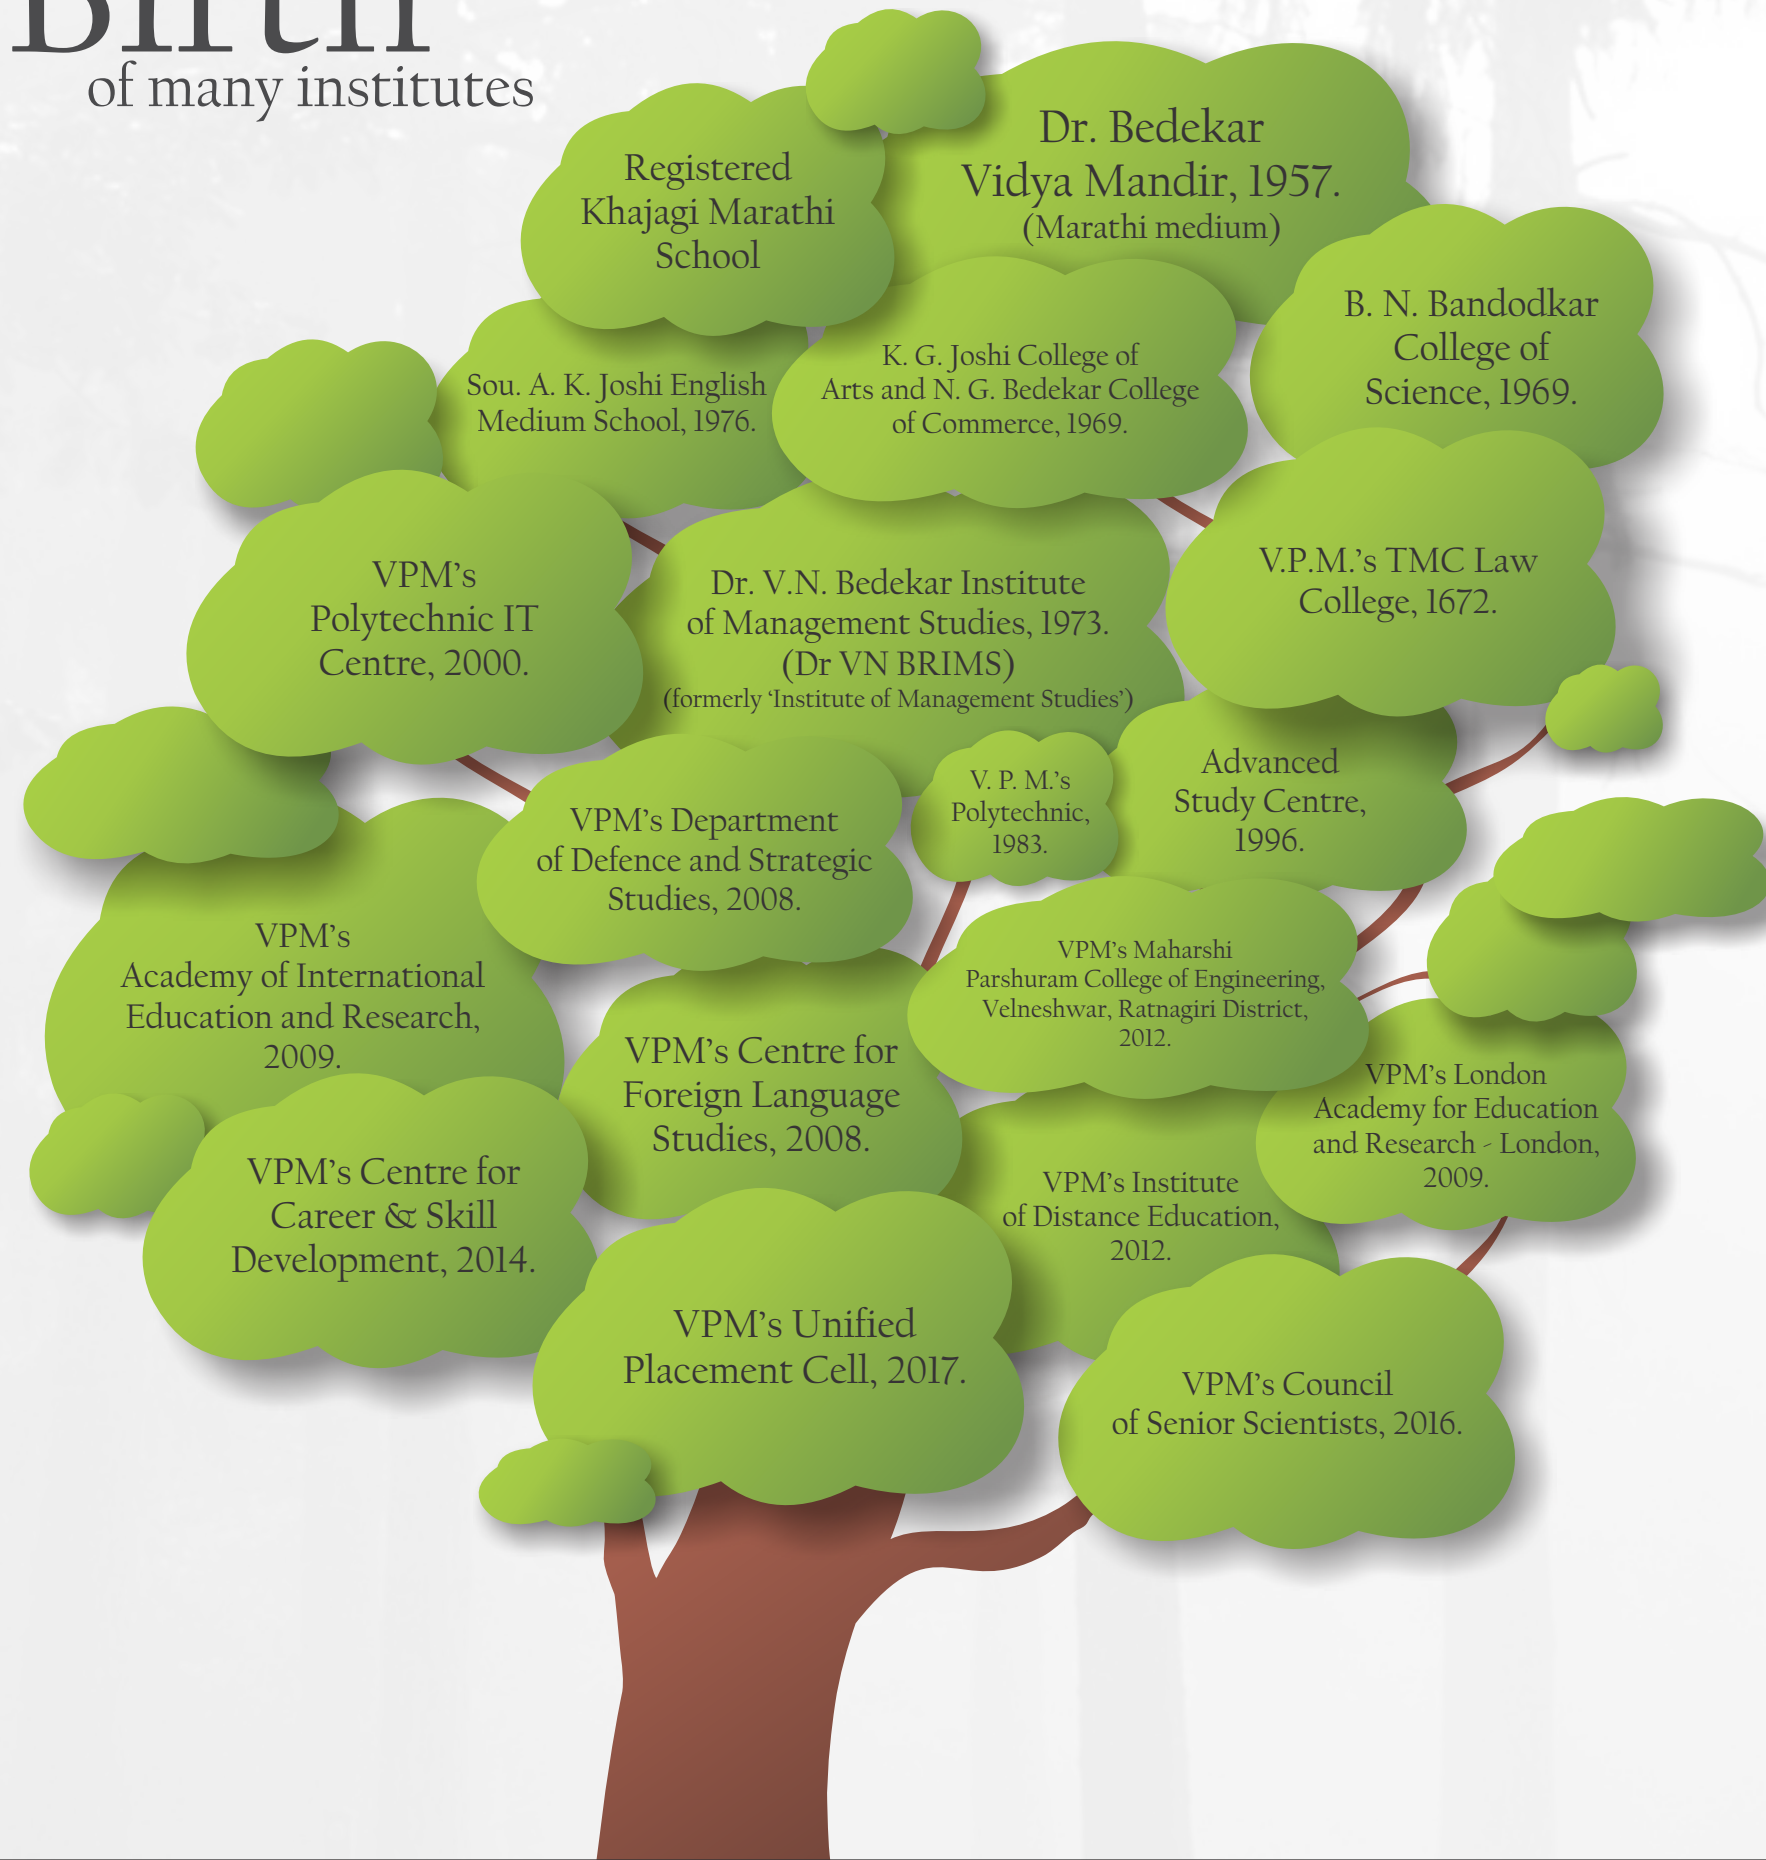 Birth
of many institutes
Dr. Bedekar
Vidya Mandir, 1957.
(Marathi medium)
Registered
Khajagi Marathi
School
B. N. Bandodkar
College of
Science, 1969.
K. G. Joshi College of
Arts and N. G. Bedekar College
of Commerce, 1969.
Sou. A. K. Joshi English
Medium School, 1976.
VPM's
Polytechnic IT
Centre, 2000.
Dr. V.N. Bedekar Institute
of Management Studies, 1973.
(Dr VN BRIMS)
(formerly 'Institute of Management Studies')
V.P.M.'s TMC Law
College, 1672.
VPM's Department
of Defence and Strategic
Studies, 2008.
V. P. M.'s
Polytechnic,
1983.
Advanced
Study Centre,
1996.
VPM's
Academy of International
Education and Research,
2009.
VPM's Maharshi
Parshuram College of Engineering,
Velneshwar, Ratnagiri District,
2012.
VPM's Centre for
Foreign Language
Studies, 2008.
VPM's London
Academy for Education
and Research - London,
2009.
VPM's Centre for
Career & Skill
Development, 2014.
VPM's Institute
of Distance Education,
2012.
VPM's Unified
Placement Cell, 2017.
VPM's Council
of Senior Scientists, 2016.